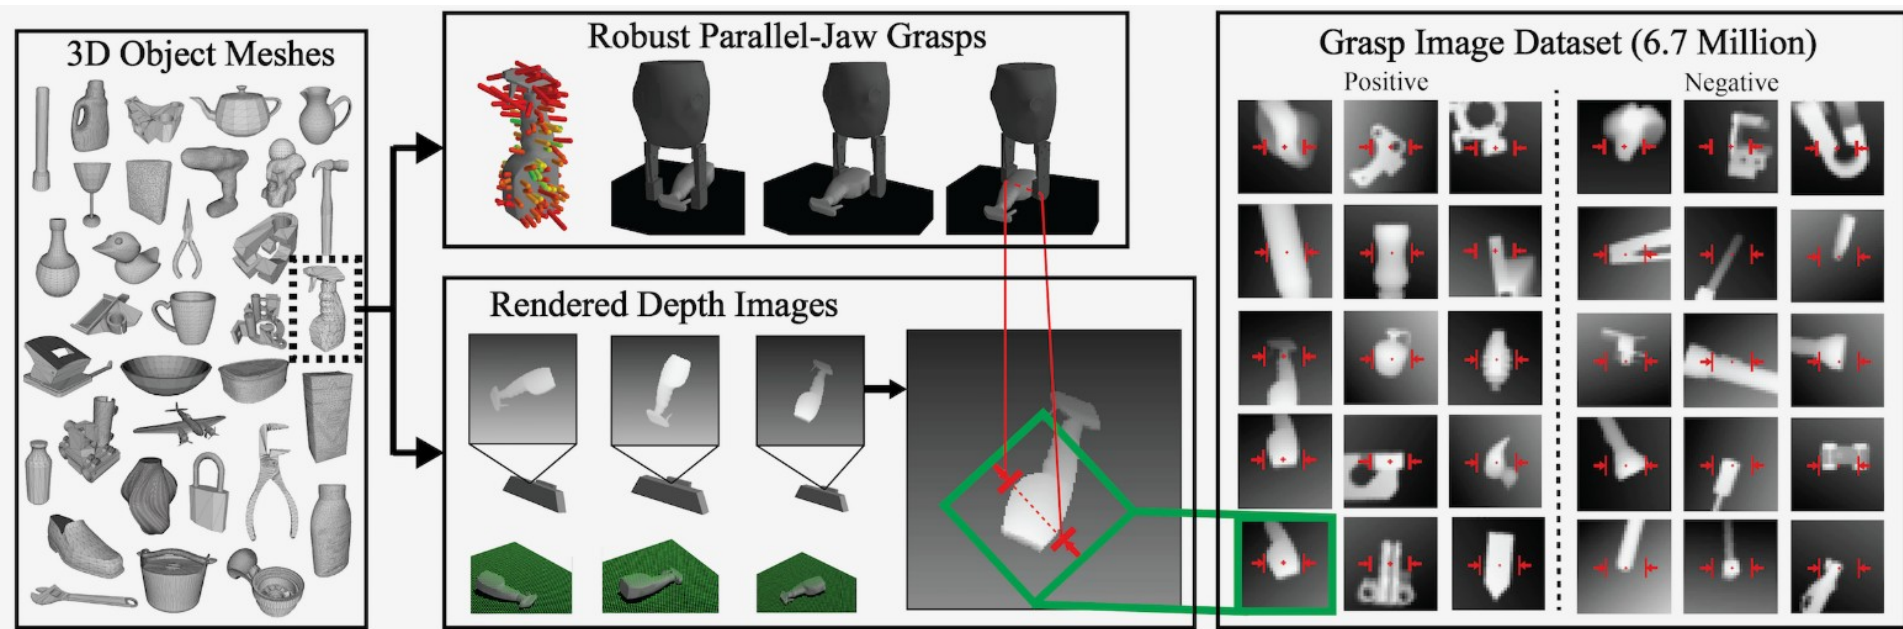 3D Object Meshes
Robust Parallel-Jaw Grasps
Rendered Depth Images
Grasp Image Dataset (6.7 Million)
Positive
Negative